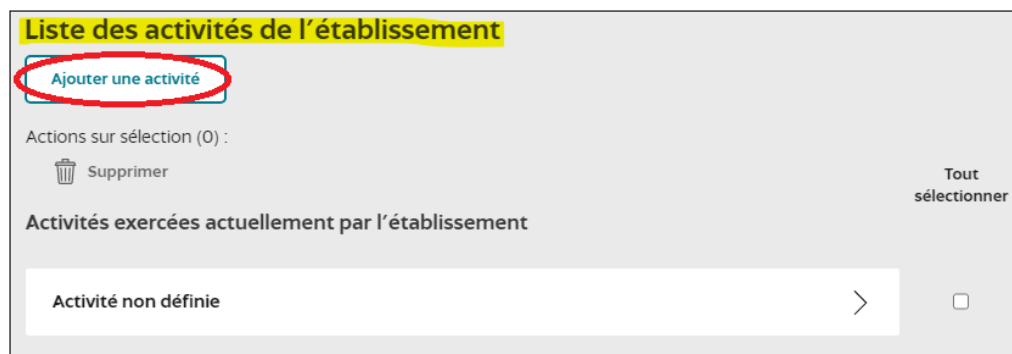 Liste des activités de l'établissement
Ajouter une activité
Actions sur sélection (0) :
Supprimer
Tout
sélectionner
Activités exercées actuellement par l'établissement
Activité non définie